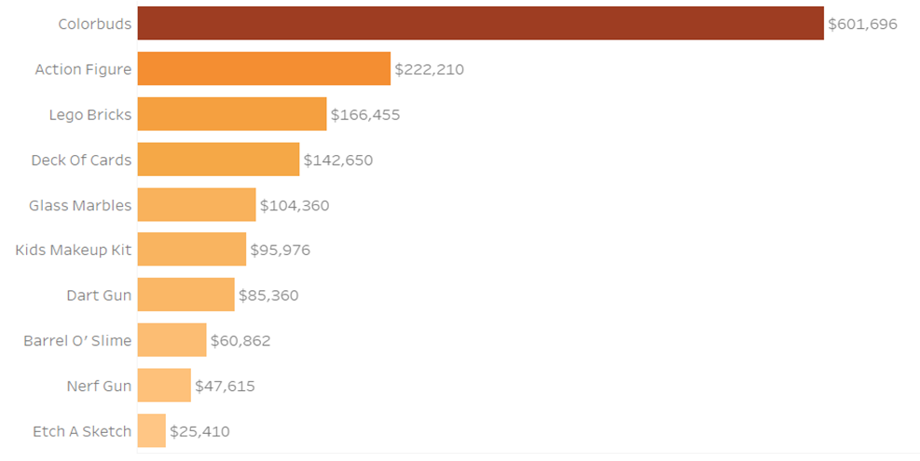 Colorbuds $601,696
Action Figure $222,210
Lego Bricks $166,455
Deck Of Cards $142,650
Glass Marbles $104,360
Kids Makeup Kit $95,976
Dart Gun $85,360
Barrel O’ Slime $60,862
Nerf Gun $47,615
Etch A Sketch $25,410